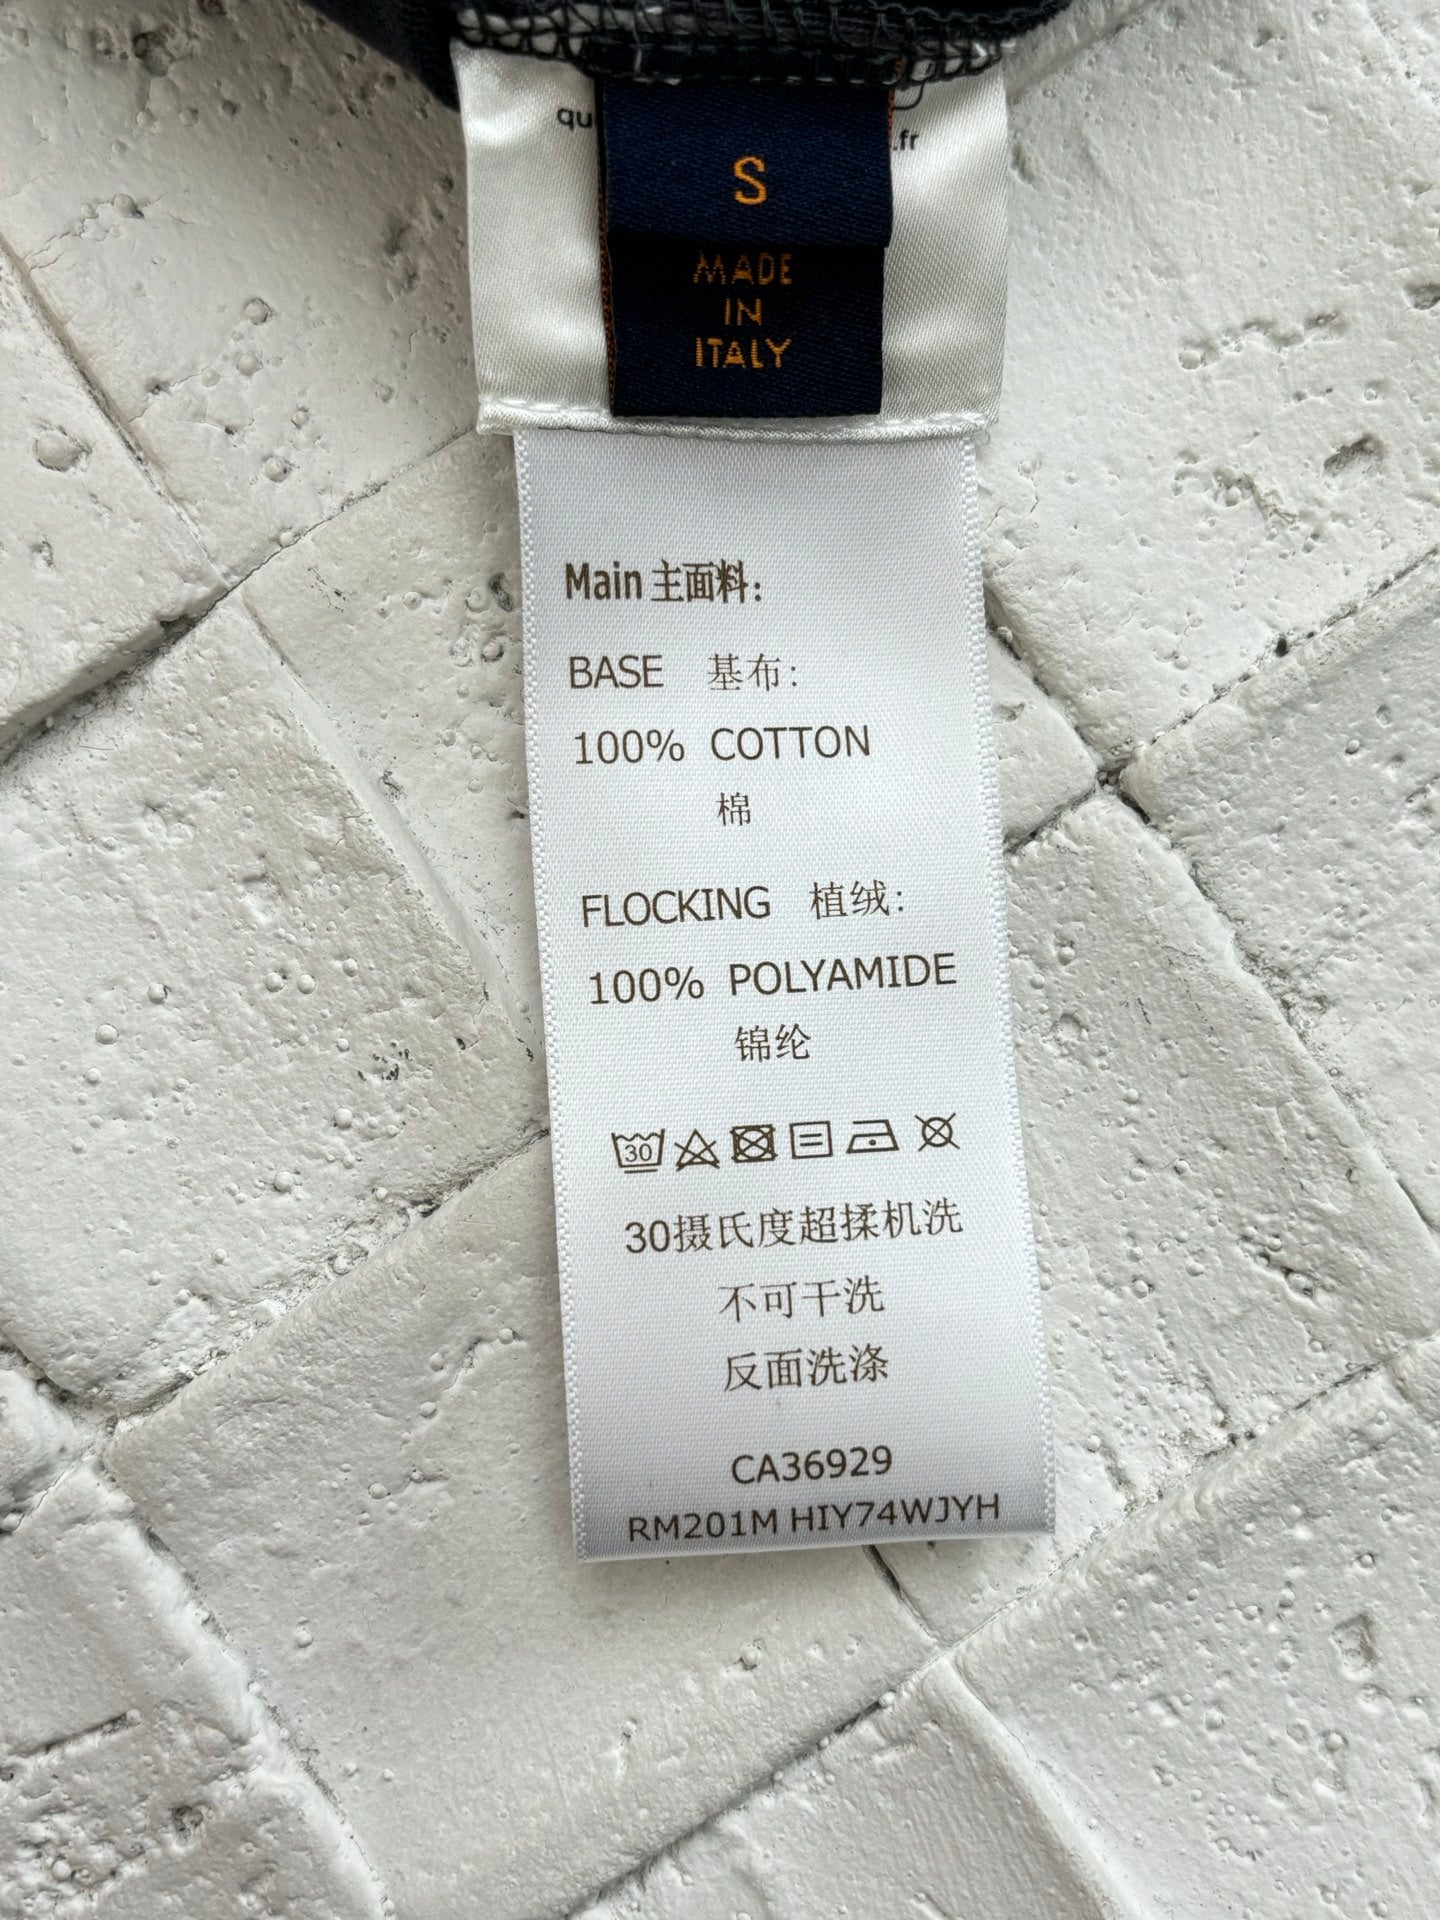 S
MADE
IN
ITALY
.fr
Main 主面料:
BASE 基布:
100% COTTON
棉
FLOCKING 植绒:
100% POLYAMIDE
锦纶
30
30摄氏度超揉机洗
不可干洗
反面洗涤
CA36929
RM201M HIY74WJYH